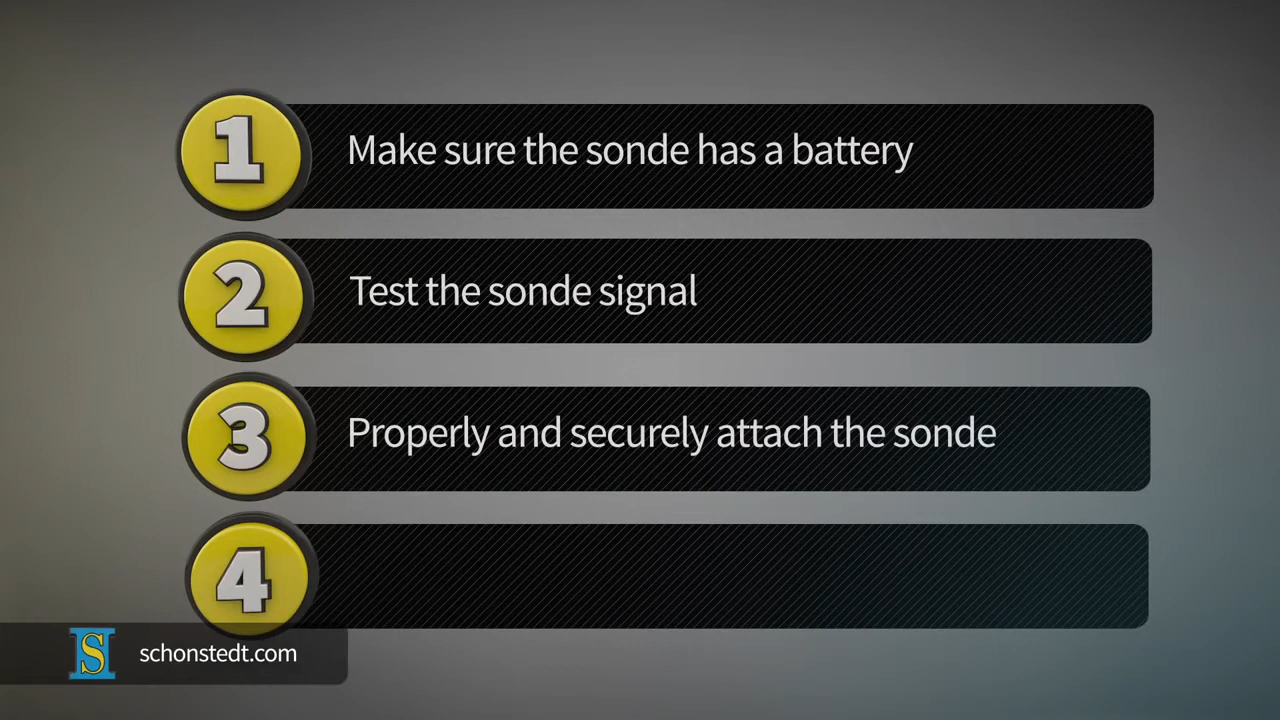 1
Make sure the sonde has a battery
2
Test the sonde signal
3
Properly and securely attach the sonde
4
S schonstedt.com